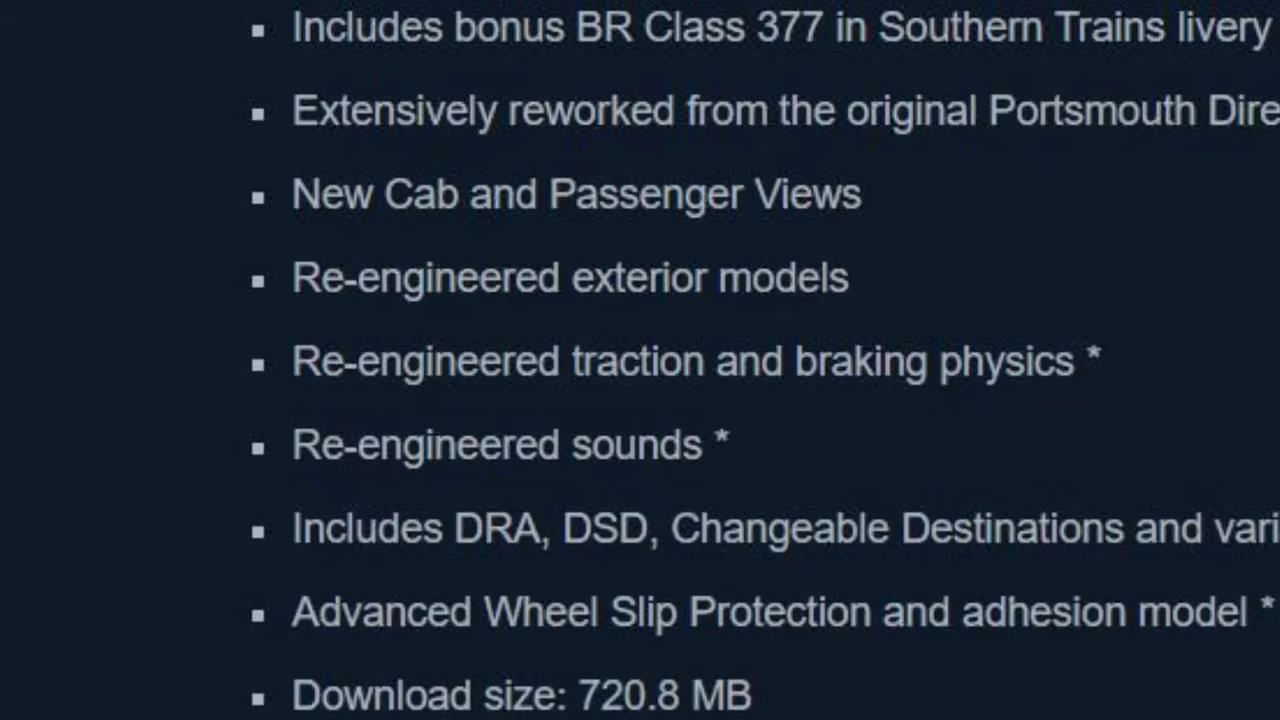 Includes bonus BR Class 377 in Southern Trains livery
Extensively reworked from the original Portsmouth Dire
New Cab and Passenger Views
Re-engineered exterior models
Re-engineered traction and braking physics *
Re-engineered sounds *
Includes DRA, DSD, Changeable Destinations and vari
Advanced Wheel Slip Protection and adhesion model *
Download size: 720.8 MB